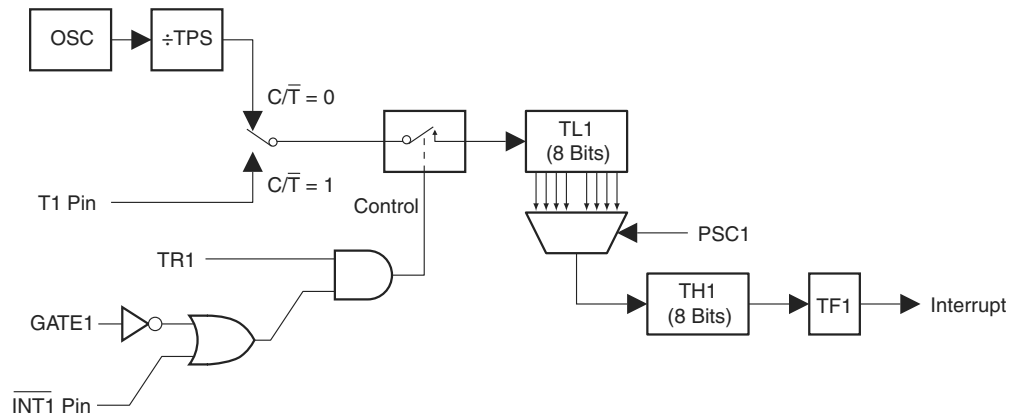 OSC
÷TPS
C/T̅ = 0
C/T̅ = 1
T1 Pin
TL1
(8 Bits)
Control
PSC1
TR1
TH1
(8 Bits)
TF1
Interrupt
GATE1
I̅N̅T̅1̅ Pin